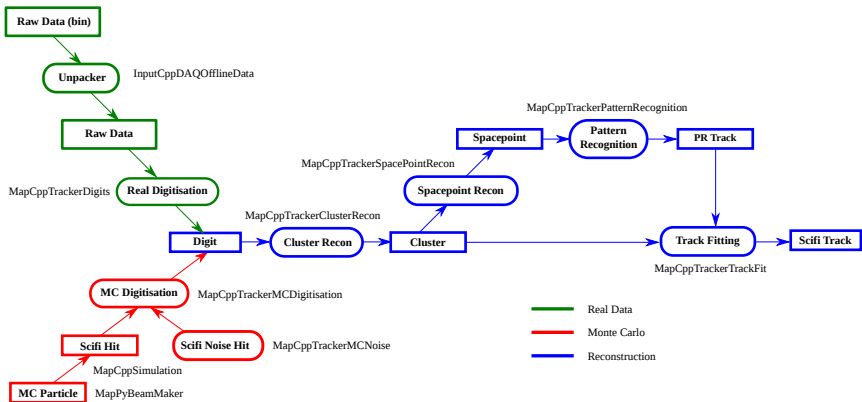 Raw Data (bin)
Unpacker
InputCppDAQOfflineData
Raw Data
Real Digitisation
MapCppTrackerDigits
Digit
MapCppTrackerClusterRecon
Cluster Recon
Cluster
MapCppTrackerSpacePointRecon
Spacepoint Recon
Spacepoint
MapCppTrackerPatternRecognition
Pattern
Recognition
PR Track
Track Fitting
MapCppTrackerTrackFit
Scifi Track
MC Digitisation
MapCppTrackerMCDigitisation
Scifi Hit
Scifi Noise Hit
MapCppTrackerMCNoise
MapCppSimulation
MC Particle
MapPyBeamMaker
Real Data
Monte Carlo
Reconstruction